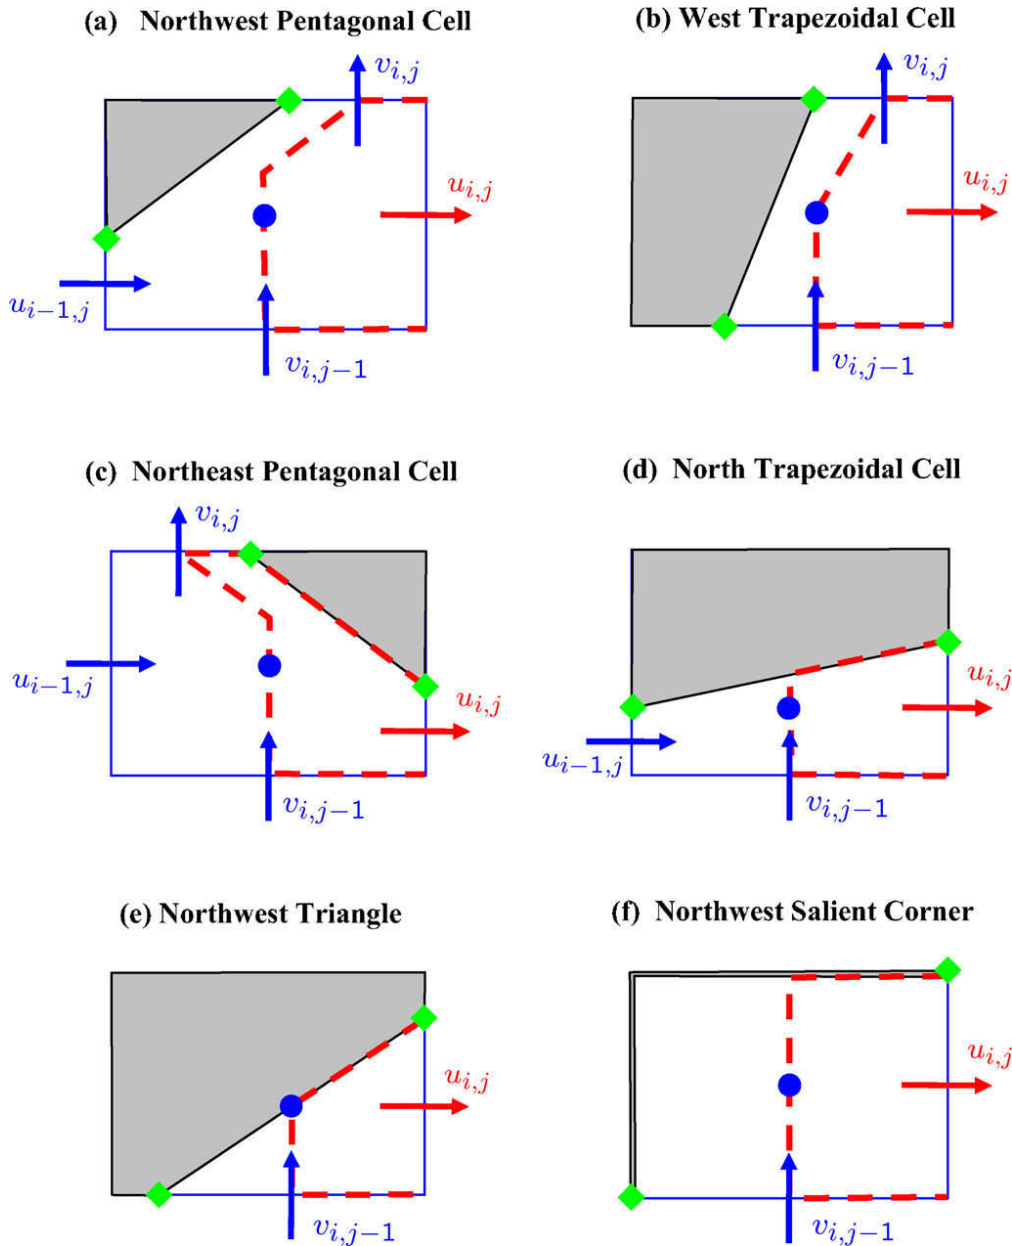 (a) Northwest Pentagonal Cell
(b) West Trapezoidal Cell
v_{i,j}
u_{i,j}
u_{i−1,j}
v_{i,j−1}
v_{i,j}
u_{i,j}
v_{i,j−1}
(c) Northeast Pentagonal Cell
(d) North Trapezoidal Cell
v_{i,j}
u_{i−1,j}
u_{i,j}
v_{i,j−1}
u_{i,j}
u_{i−1,j}
v_{i,j−1}
(e) Northwest Triangle
(f) Northwest Salient Corner
u_{i,j}
v_{i,j−1}
u_{i,j}
v_{i,j−1}